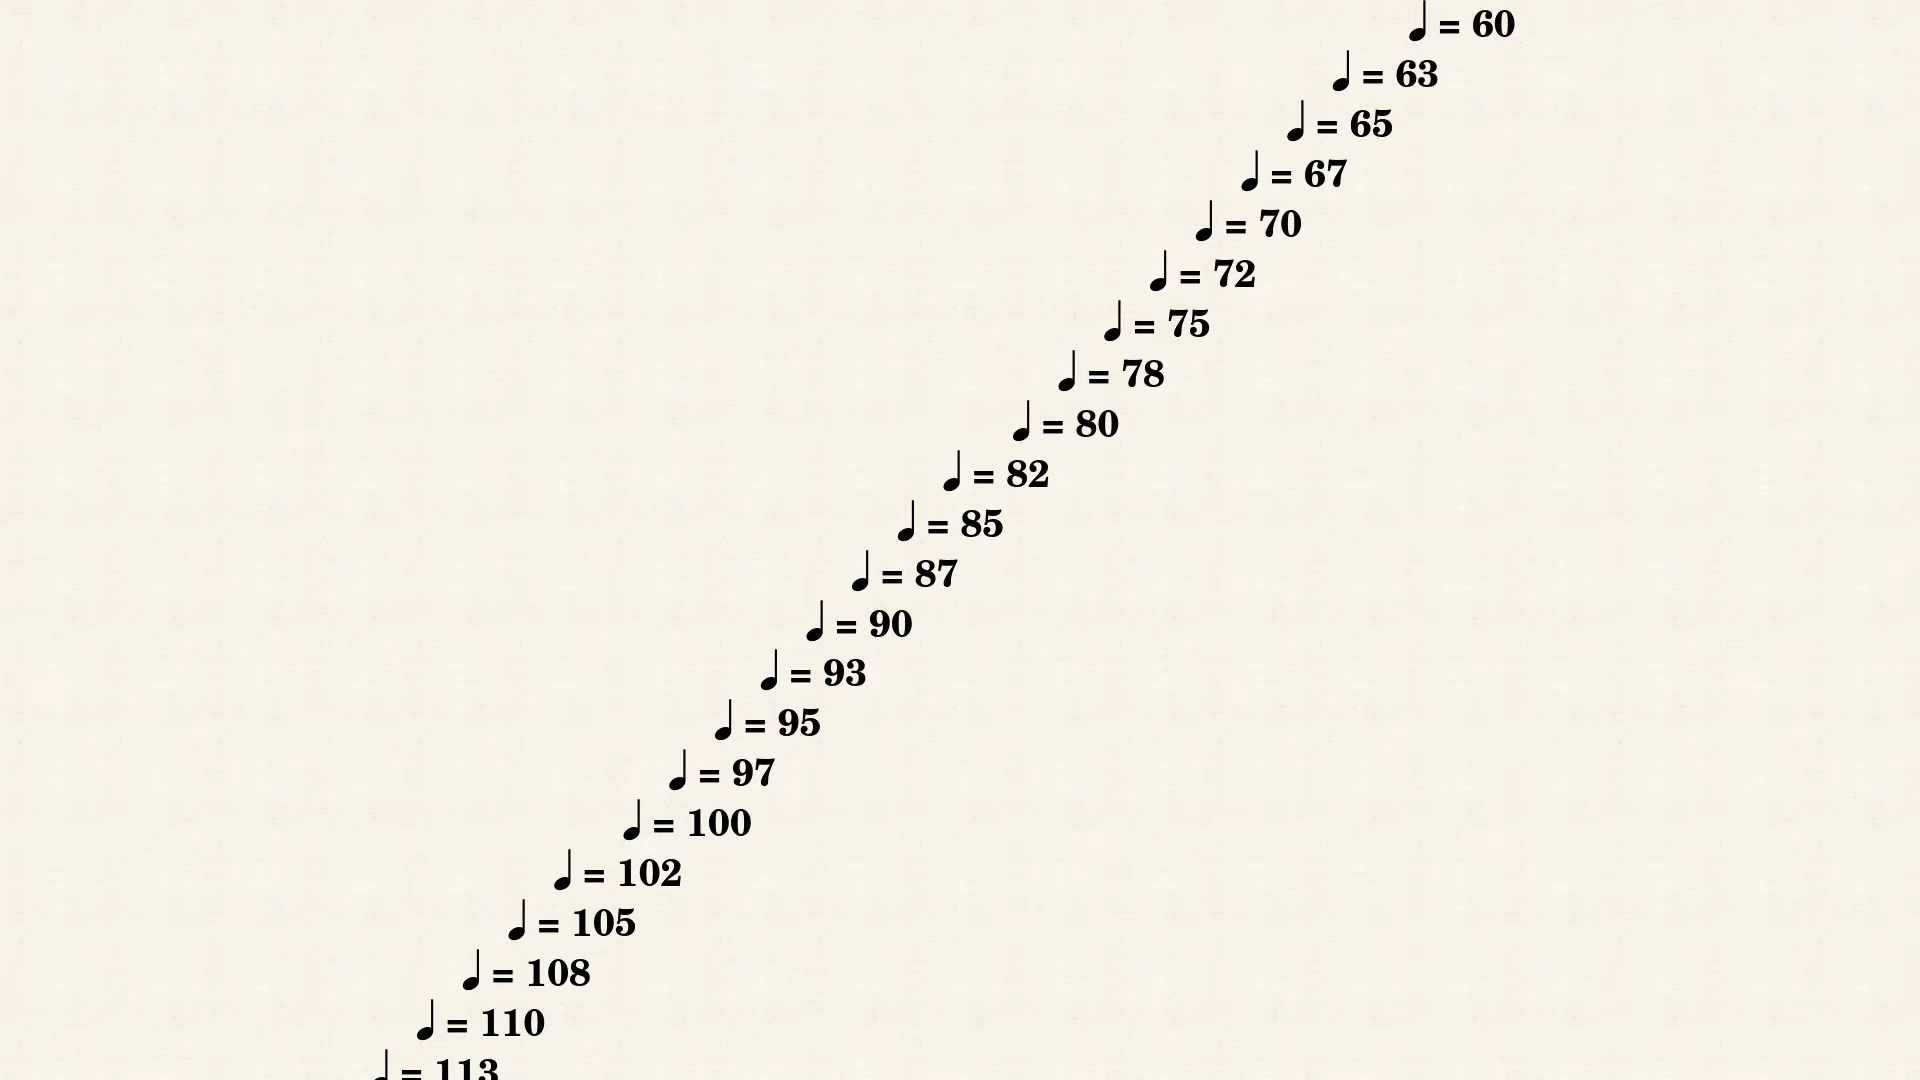 ♩ = 60
♩ = 63
♩ = 65
♩ = 67
♩ = 70
♩ = 72
♩ = 75
♩ = 78
♩ = 80
♩ = 82
♩ = 85
♩ = 87
♩ = 90
♩ = 93
♩ = 95
♩ = 97
♩ = 100
♩ = 102
♩ = 105
♩ = 108
♩ = 110
♩ = 113